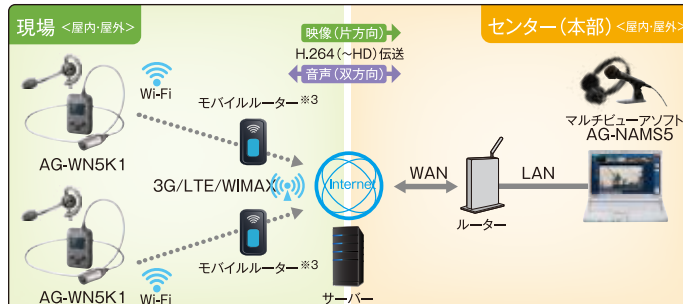 現場 <屋内・屋外>
映像(片方向)
H.264(~HD)伝送
音声(双方向)
センター(本部) <屋内・屋外>
Wi-Fi
モバイルルーター※3
AG-WN5K1
マルチビューアソフト
AG-NAMS5
3G/LTE/WIMAX
Internet
WAN
LAN
ルーター
モバイルルーター※3
AG-WN5K1
Wi-Fi
サーバー